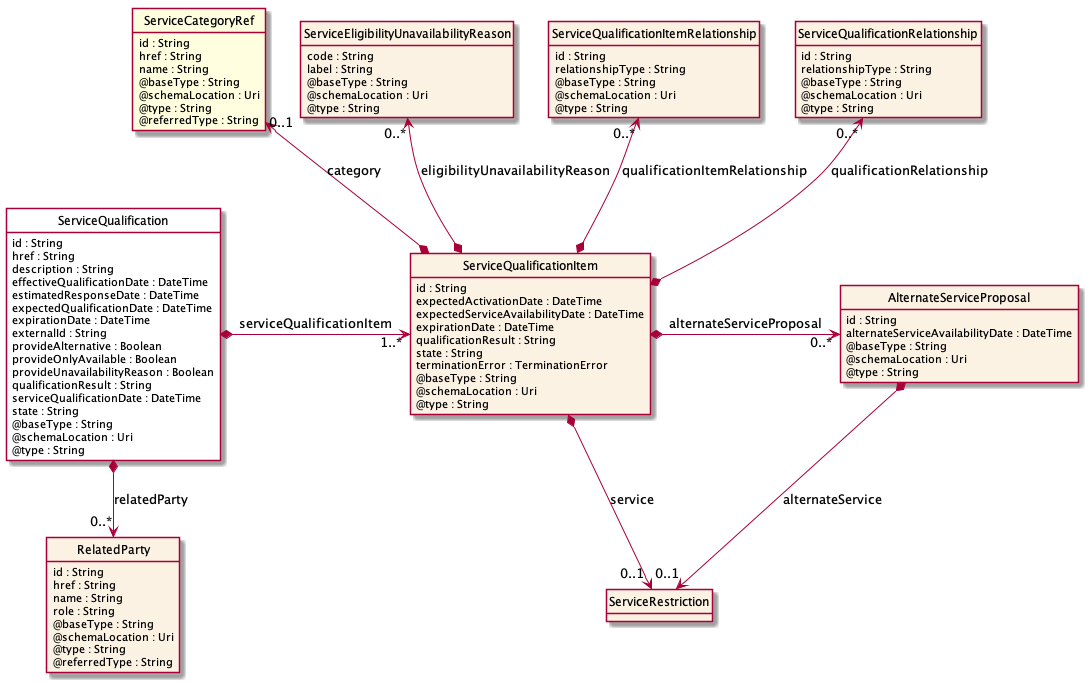 ServiceCategoryRef
id : String
href : String
name : String
@baseType : String
@schemaLocation : Uri
@type : String
@referredType : String
ServiceEligibilityUnavailabilityReason
code : String
label : String
@baseType : String
@schemaLocation : Uri
@type : String
ServiceQualificationItemRelationship
id : String
relationshipType : String
@baseType : String
@schemaLocation : Uri
@type : String
ServiceQualificationRelationship
id : String
relationshipType : String
@baseType : String
@schemaLocation : Uri
@type : String
0..1
0..*
0..*
0..*
category
eligibilityUnavailabilityReason
qualificationItemRelationship
qualificationRelationship
ServiceQualification
id : String
href : String
description : String
effectiveQualificationDate : DateTime
estimatedResponseDate : DateTime
expectedQualificationDate : DateTime
expirationDate : DateTime
externalId : String
provideAlternative : Boolean
provideOnlyAvailable : Boolean
provideUnavailabilityReason : Boolean
qualificationResult : String
serviceQualificationDate : DateTime
state : String
@baseType : String
@schemaLocation : Uri
@type : String
serviceQualificationItem
1..*
ServiceQualificationItem
id : String
expectedActivationDate : DateTime
expectedServiceAvailabilityDate : DateTime
expirationDate : DateTime
qualificationResult : String
state : String
terminationError : TerminationError
@baseType : String
@schemaLocation : Uri
@type : String
alternateServiceProposal
0..*
AlternateServiceProposal
id : String
alternateServiceAvailabilityDate : DateTime
@baseType : String
@schemaLocation : Uri
@type : String
relatedParty
0..*
service
alternateService
0..1
0..1
RelatedParty
id : String
href : String
name : String
role : String
@baseType : String
@schemaLocation : Uri
@type : String
@referredType : String
ServiceRestriction